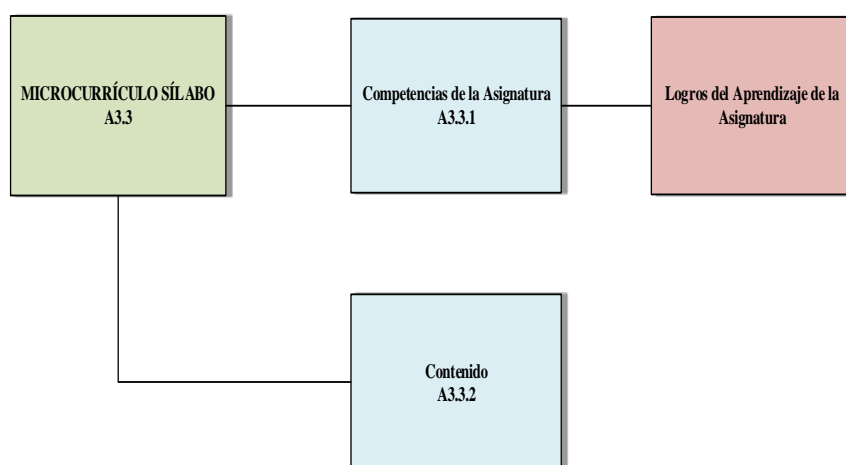 MICROCURRÍCULO SÍLABO
A3.3
Competencias de la Asignatura
A3.3.1
Logros del Aprendizaje de la
Asignatura
Contenido
A3.3.2